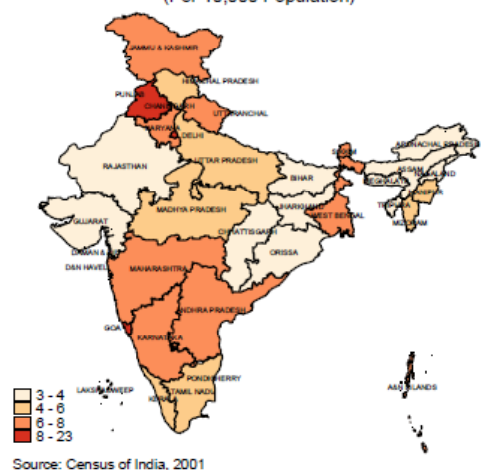 (Per 10,000 Population)
JAMMU & KASHMIR
HIMACHAL PRADESH
PUNJAB
CHANDIGARH
UTTARANCHAL
HARYANA
DELHI
SIKKIM
ARUNACHAL PRADESH
RAJASTHAN
UTTAR PRADESH
BIHAR
ASSAM
NAGALAND
MEGHALAYA
MANIPUR
TRIPURA
MIZORAM
GUJARAT
MADHYA PRADESH
JHARKHAND
WEST BENGAL
CHHATTISGARH
DAMAN & DIU
D&N HAVELI
MAHARASHTRA
ORISSA
ANDHRA PRADESH
GOA
KARNATAKA
PONDICHERRY
LAKSHADWEEP
KERALA
TAMIL NADU
A&N ISLANDS
3 - 4
4 - 6
6 - 8
8 - 23
Source: Census of India, 2001